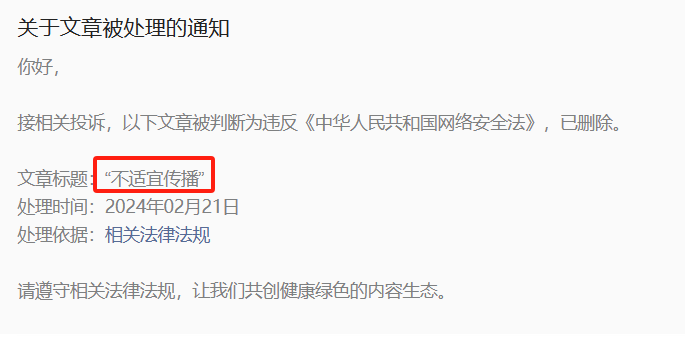 关于文章被处理的通知
你好，
接相关投诉，以下文章被判断为违反《中华人民共和国网络安全法》，已删除。
文章标题：“不适宜传播”
处理时间：2024年02月21日
处理依据：相关法律法规
请遵守相关法律法规，让我们共创健康绿色的内容生态。